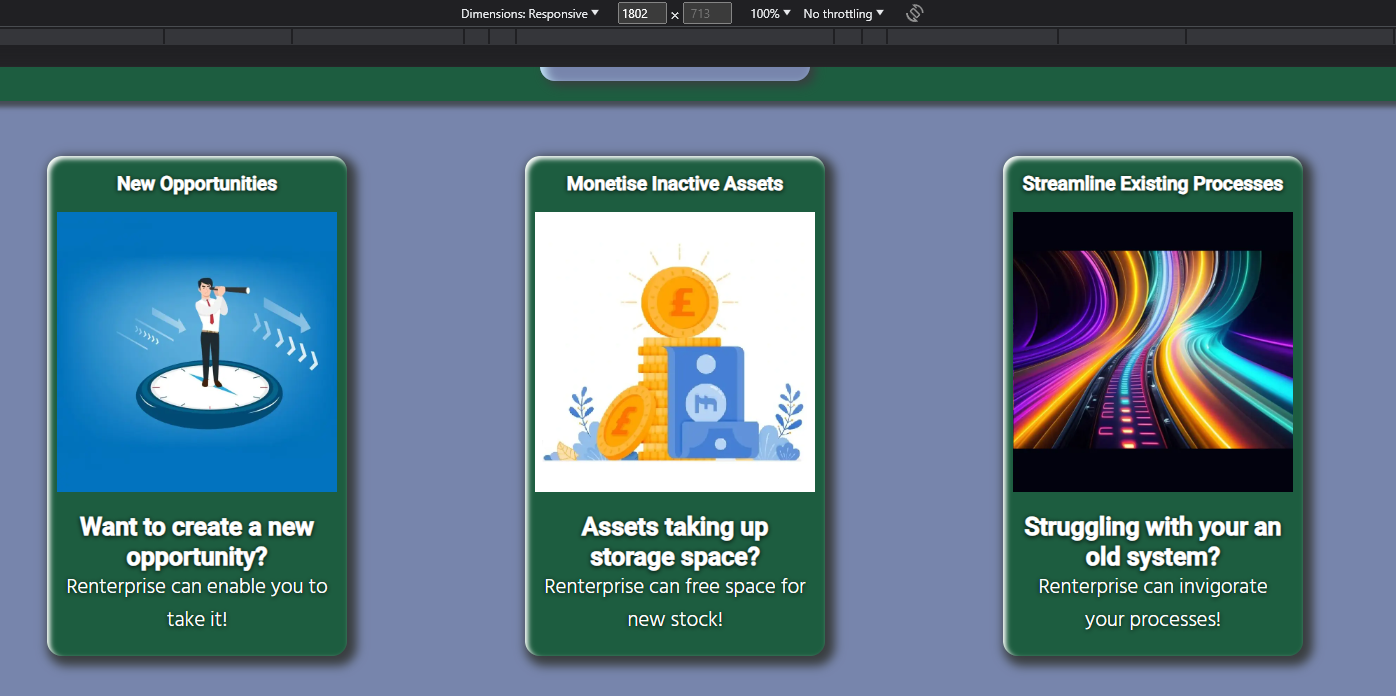 Dimensions: Responsive 1802 x 713 100% No throttling
New Opportunities
Want to create a new
opportunity?
Renterprise can enable you to
take it!
Monetise Inactive Assets
£
£
Assets taking up
storage space?
Renterprise can free space for
new stock!
Streamline Existing Processes
Struggling with your an
old system?
Renterprise can invigorate
your processes!